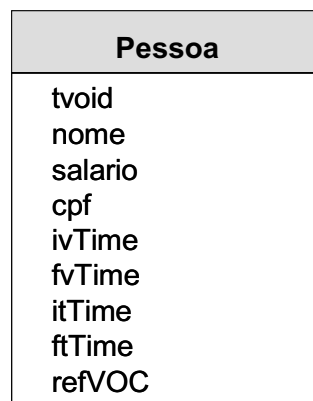 Pessoa
tvoid
nome
salario
cpf
ivTime
fvTime
itTime
ftTime
refVOC